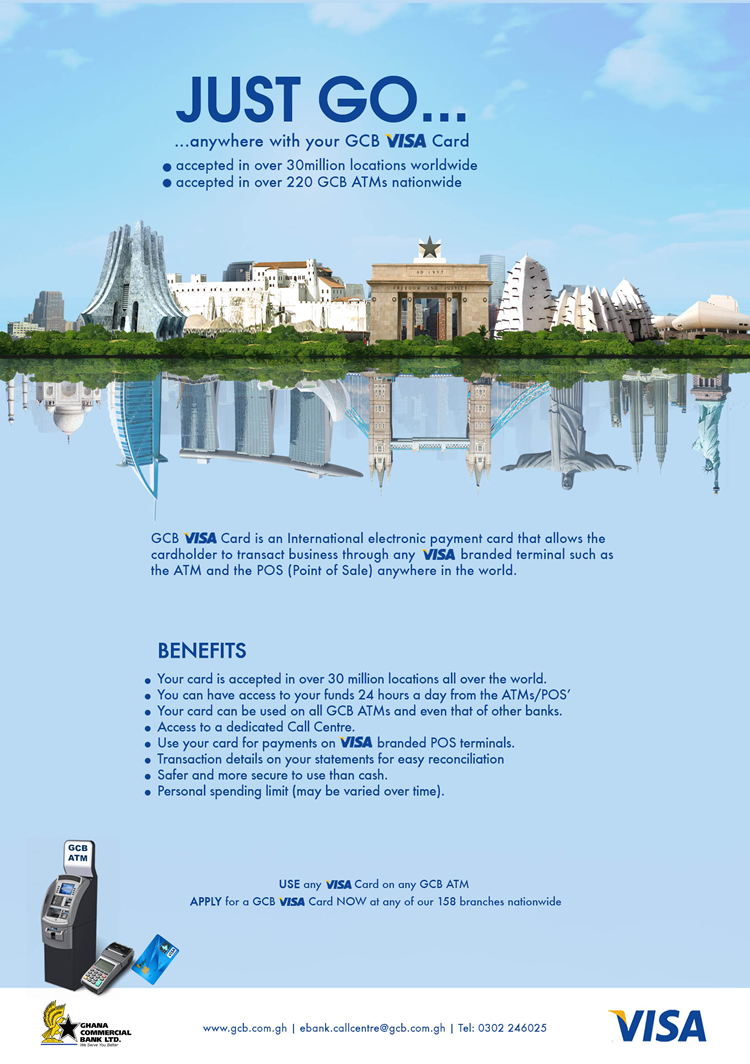 JUST GO...
...anywhere with your GCB VISA Card
● accepted in over 30million locations worldwide
● accepted in over 220 GCB ATMs nationwide
AD 1957
FREEDOM AND JUSTICE
GCB VISA Card is an International electronic payment card that allows the
cardholder to transact business through any VISA branded terminal such as
the ATM and the POS (Point of Sale) anywhere in the world.
BENEFITS
● Your card is accepted in over 30 million locations all over the world.
● You can have access to your funds 24 hours a day from the ATMs/POS’
● Your card can be used on all GCB ATMs and even that of other banks.
● Access to a dedicated Call Centre.
● Use your card for payments on VISA branded POS terminals.
● Transaction details on your statements for easy reconciliation
● Safer and more secure to use than cash.
● Personal spending limit (may be varied over time).
GCB
ATM
USE any VISA Card on any GCB ATM
APPLY for a GCB VISA Card NOW at any of our 158 branches nationwide
VISA
GHANA
COMMERCIAL
BANK LTD.
We Serve You Better
www.gcb.com.gh | ebank.callcentre@gcb.com.gh | Tel: 0302 246025
VISA